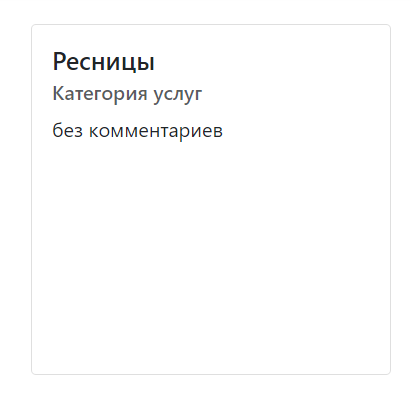 Ресницы
Категория услуг
без комментариев